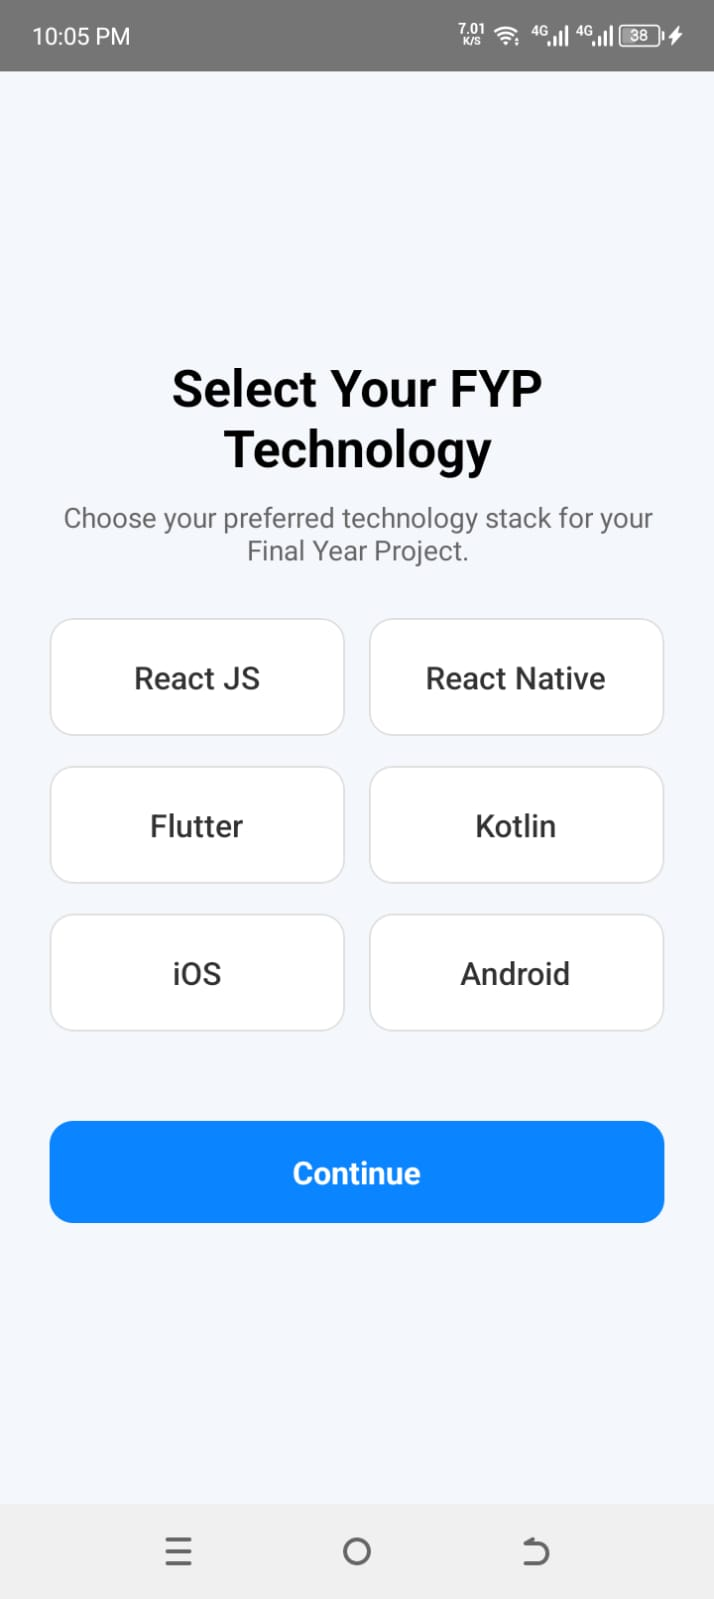 10:05 PM
7.01
K/S
4G
4G
38
Select Your FYP
Technology
Choose your preferred technology stack for your
Final Year Project.
React JS
React Native
Flutter
Kotlin
iOS
Android
Continue